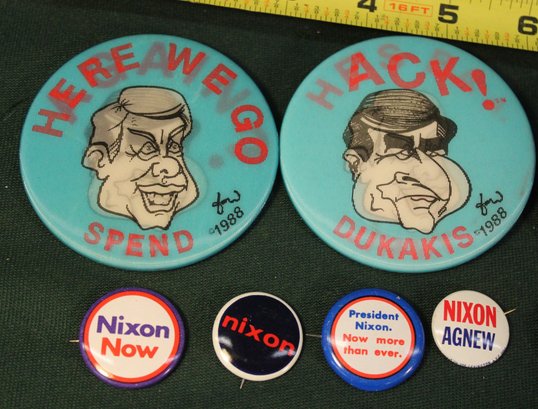 16FT
4
5
6
HERE WE GO
SPEND
©1988
ACK!
DUKAKIS
©1988
Nixon
Now
nixon
President
Nixon.
Now more
than ever.
NIXON
AGNEW